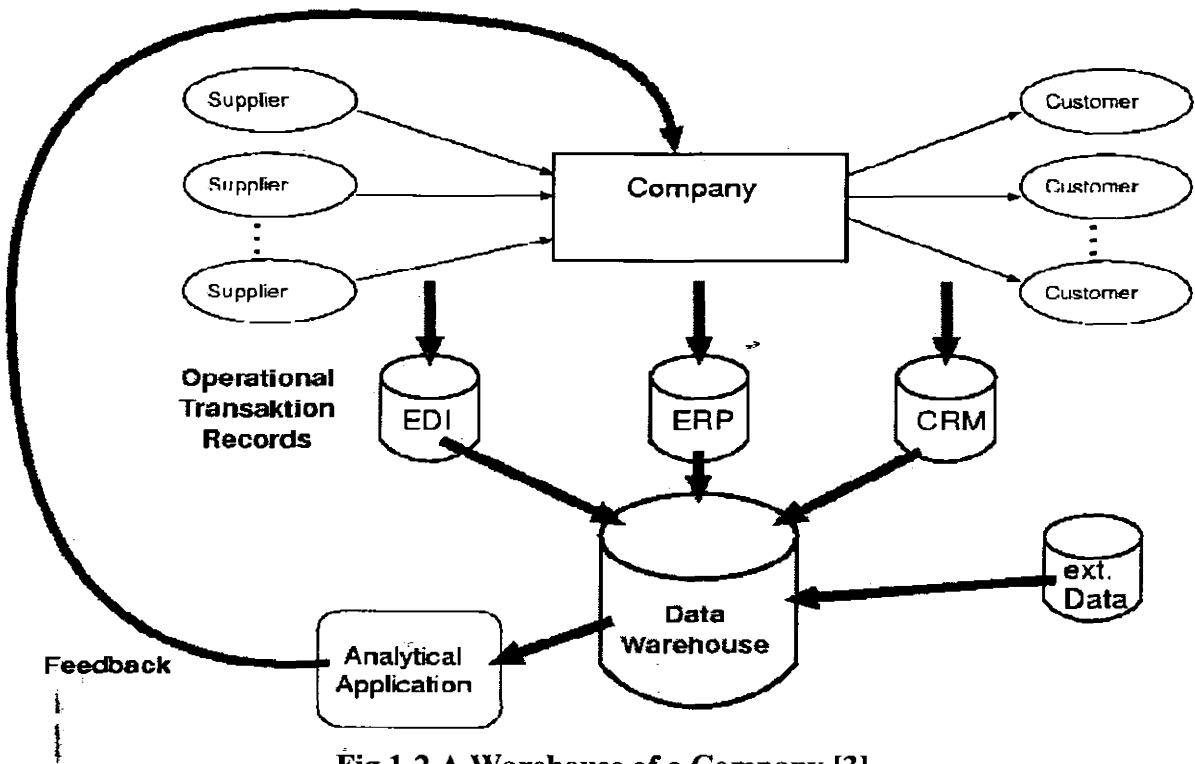 Supplier
Customer
Supplier
Company
Customer
Supplier
Customer
Operational
Transaktion
Records
EDI
ERP
CRM
ext.
Data
Data
Warehouse
Feedback
Analytical
Application
Fig 1.2 A Warehouse of a Company [3]